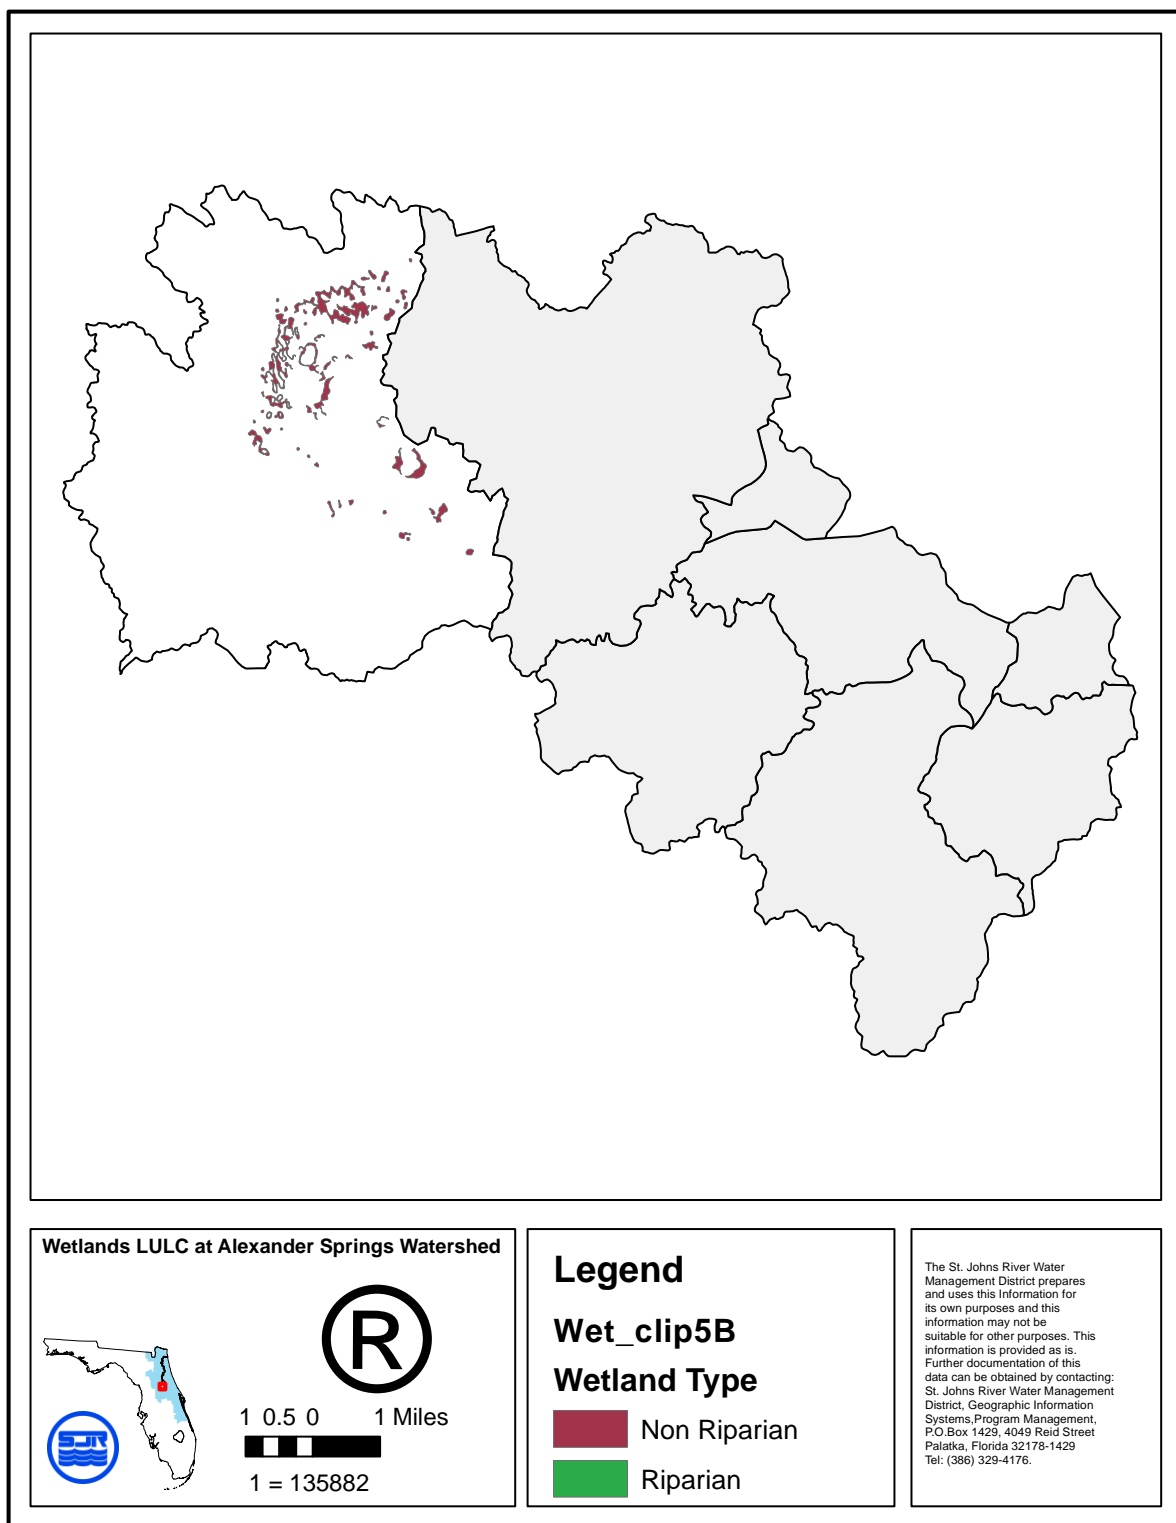 Wetlands LULC at Alexander Springs Watershed
®
1 0.5 0 1 Miles
1 = 135882
SJR
Legend
Wet_clip5B
Wetland Type
Non Riparian
Riparian
The St. Johns River Water
Management District prepares
and uses this Information for
its own purposes and this
information may not be
suitable for other purposes. This
information is provided as is.
Further documentation of this
data can be obtained by contacting:
St. Johns River Water Management
District, Geographic Information
Systems,Program Management,
P.O.Box 1429, 4049 Reid Street
Palatka, Florida 32178-1429
Tel: (386) 329-4176.